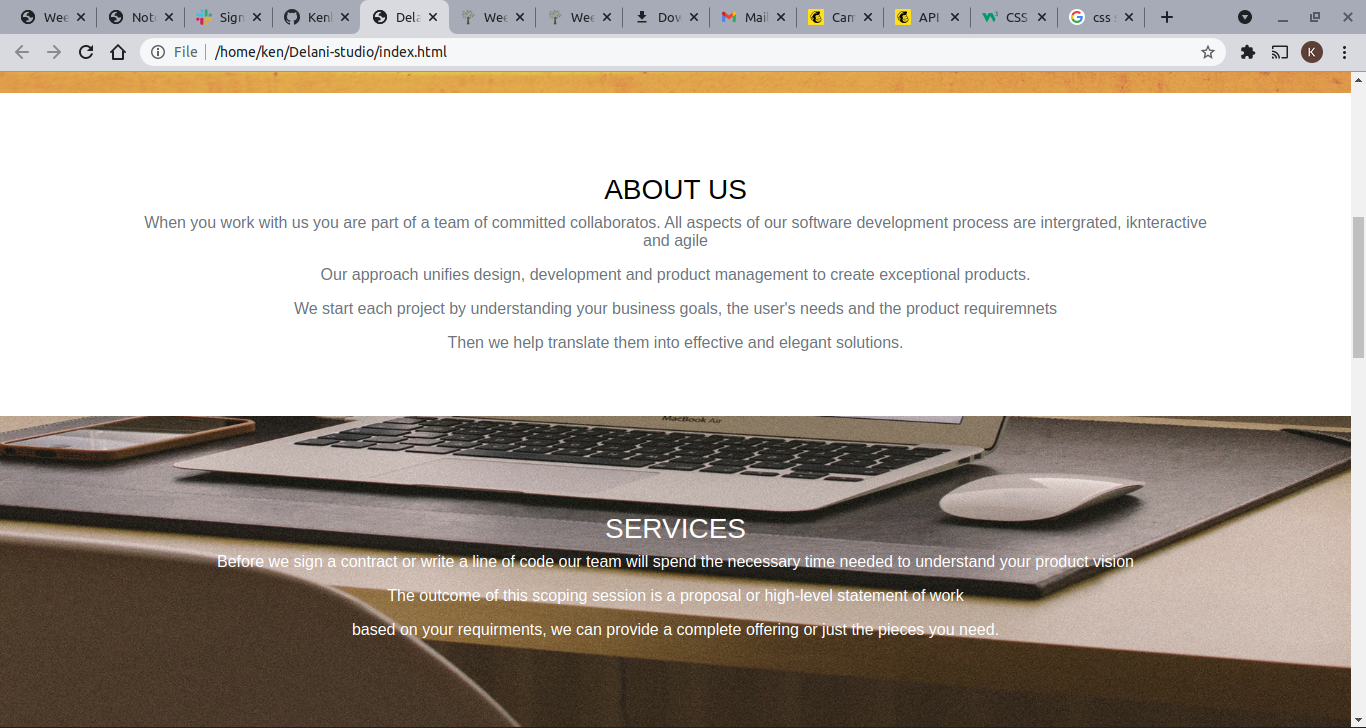 Wee
Note
Sign
Kenl
Dela
Wee
Wee
Dow
Mail
Cam
API
CSS
css s
File
/home/ken/Delani-studio/index.html
K
ABOUT US
When you work with us you are part of a team of committed collaboratos. All aspects of our software development process are intergrated, iknteractive
and agile
Our approach unifies design, development and product management to create exceptional products.
We start each project by understanding your business goals, the user's needs and the product requiremnets
Then we help translate them into effective and elegant solutions.
MacBook Air
SERVICES
Before we sign a contract or write a line of code our team will spend the necessary time needed to understand your product vision
The outcome of this scoping session is a proposal or high-level statement of work
based on your requirments, we can provide a complete offering or just the pieces you need.